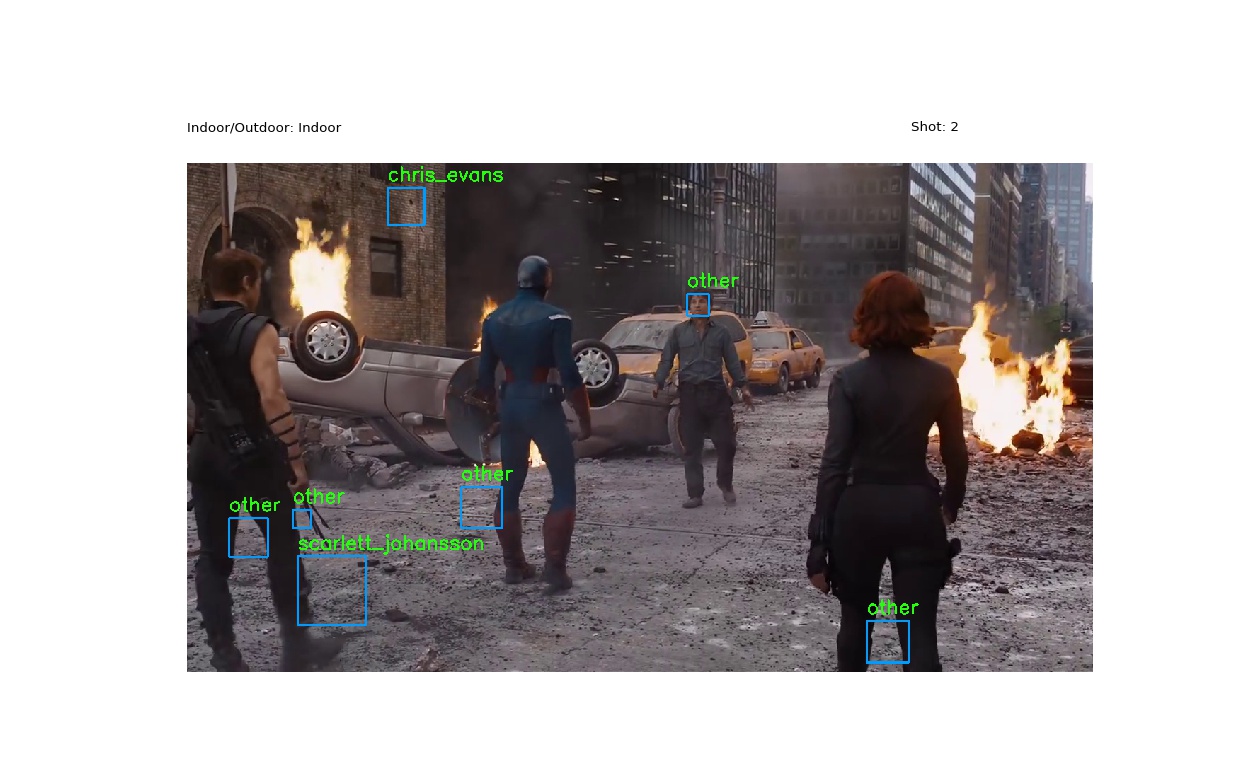 Indoor/Outdoor: Indoor
Shot: 2
chris_evans
other
other
other
other
scarlett_johansson
other